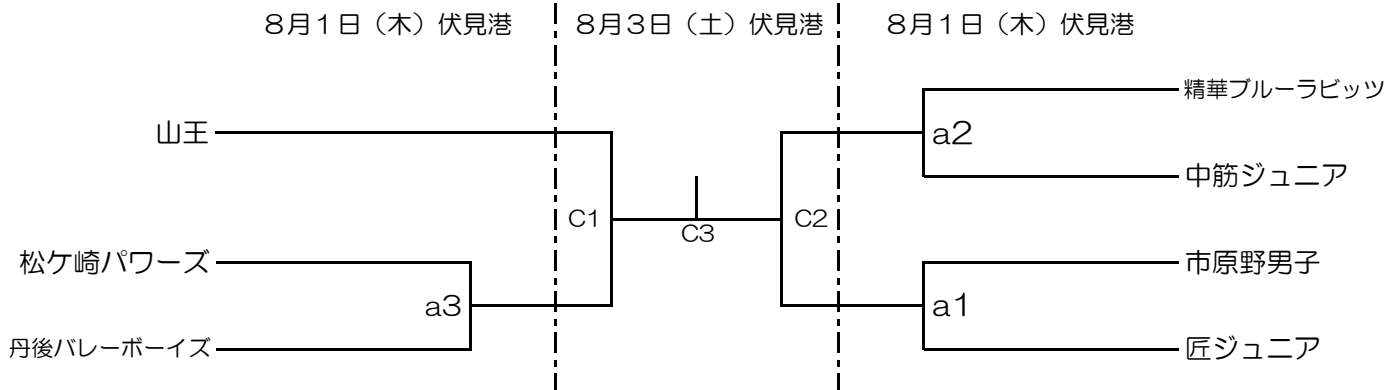 ８月１日（木）伏見港
８月３日（土）伏見港
８月１日（木）伏見港
精華ブルーラビッツ
山王
a2
中筋ジュニア
C1
C3
C2
松ケ崎パワーズ
市原野男子
a3
a1
丹後バレーボーイズ
匠ジュニア